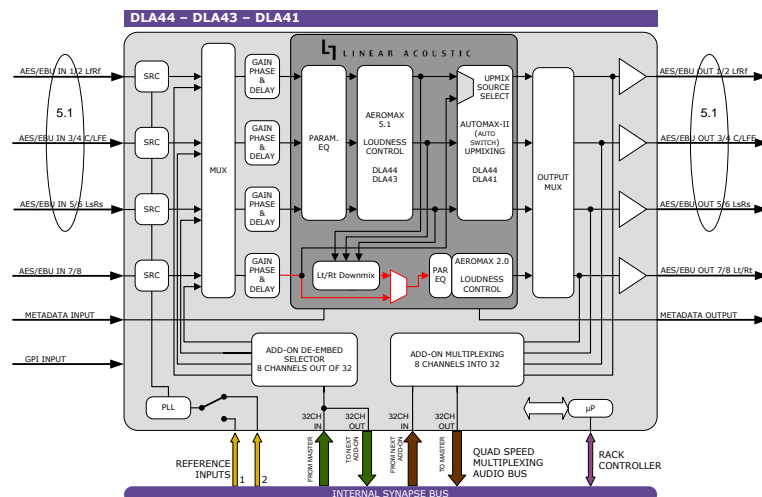 DLA44 – DLA43 – DLA41
LINEAR ACOUSTIC
AES/EBU IN 1/2 LfRf
5.1
AES/EBU IN 3/4 C/LFE
AES/EBU IN 5/6 LsRs
AES/EBU IN 7/8
METADATA INPUT
GPI INPUT
SRC
SRC
SRC
SRC
MUX
GAIN
PHASE
&
DELAY
GAIN
PHASE
&
DELAY
GAIN
PHASE
&
DELAY
GAIN
PHASE
&
DELAY
PARAM.
EQ
AEROMAX
5.1
LOUDNESS
CONTROL
DLA44
DLA43
UPMIX
SOURCE
SELECT
AUTOMAX-II
(AUTO
SWITCH)
UPMIXING
DLA44
DLA41
Lt/Rt Downmix
PAR
EQ
AEROMAX 2.0
LOUDNESS
CONTROL
OUTPUT
MUX
AES/EBU OUT 1/2 LfRf
5.1
AES/EBU OUT 3/4 C/LFE
AES/EBU OUT 5/6 LsRs
AES/EBU OUT 7/8 Lt/Rt
METADATA OUTPUT
ADD-ON DE-EMBED
SELECTOR
8 CHANNELS OUT OF 32
ADD-ON MULTIPLEXING
8 CHANNELS INTO 32
PLL
µP
32CH
IN
32CH
OUT
32CH
IN
32CH
OUT
FROM MASTER
TO NEXT
ADD-ON
FROM NEXT
ADD-ON
TO MASTER
REFERENCE
INPUTS
1
2
QUAD SPEED
MULTIPLEXING
AUDIO BUS
RACK
CONTROLLER
INTERNAL SYNAPSE BUS